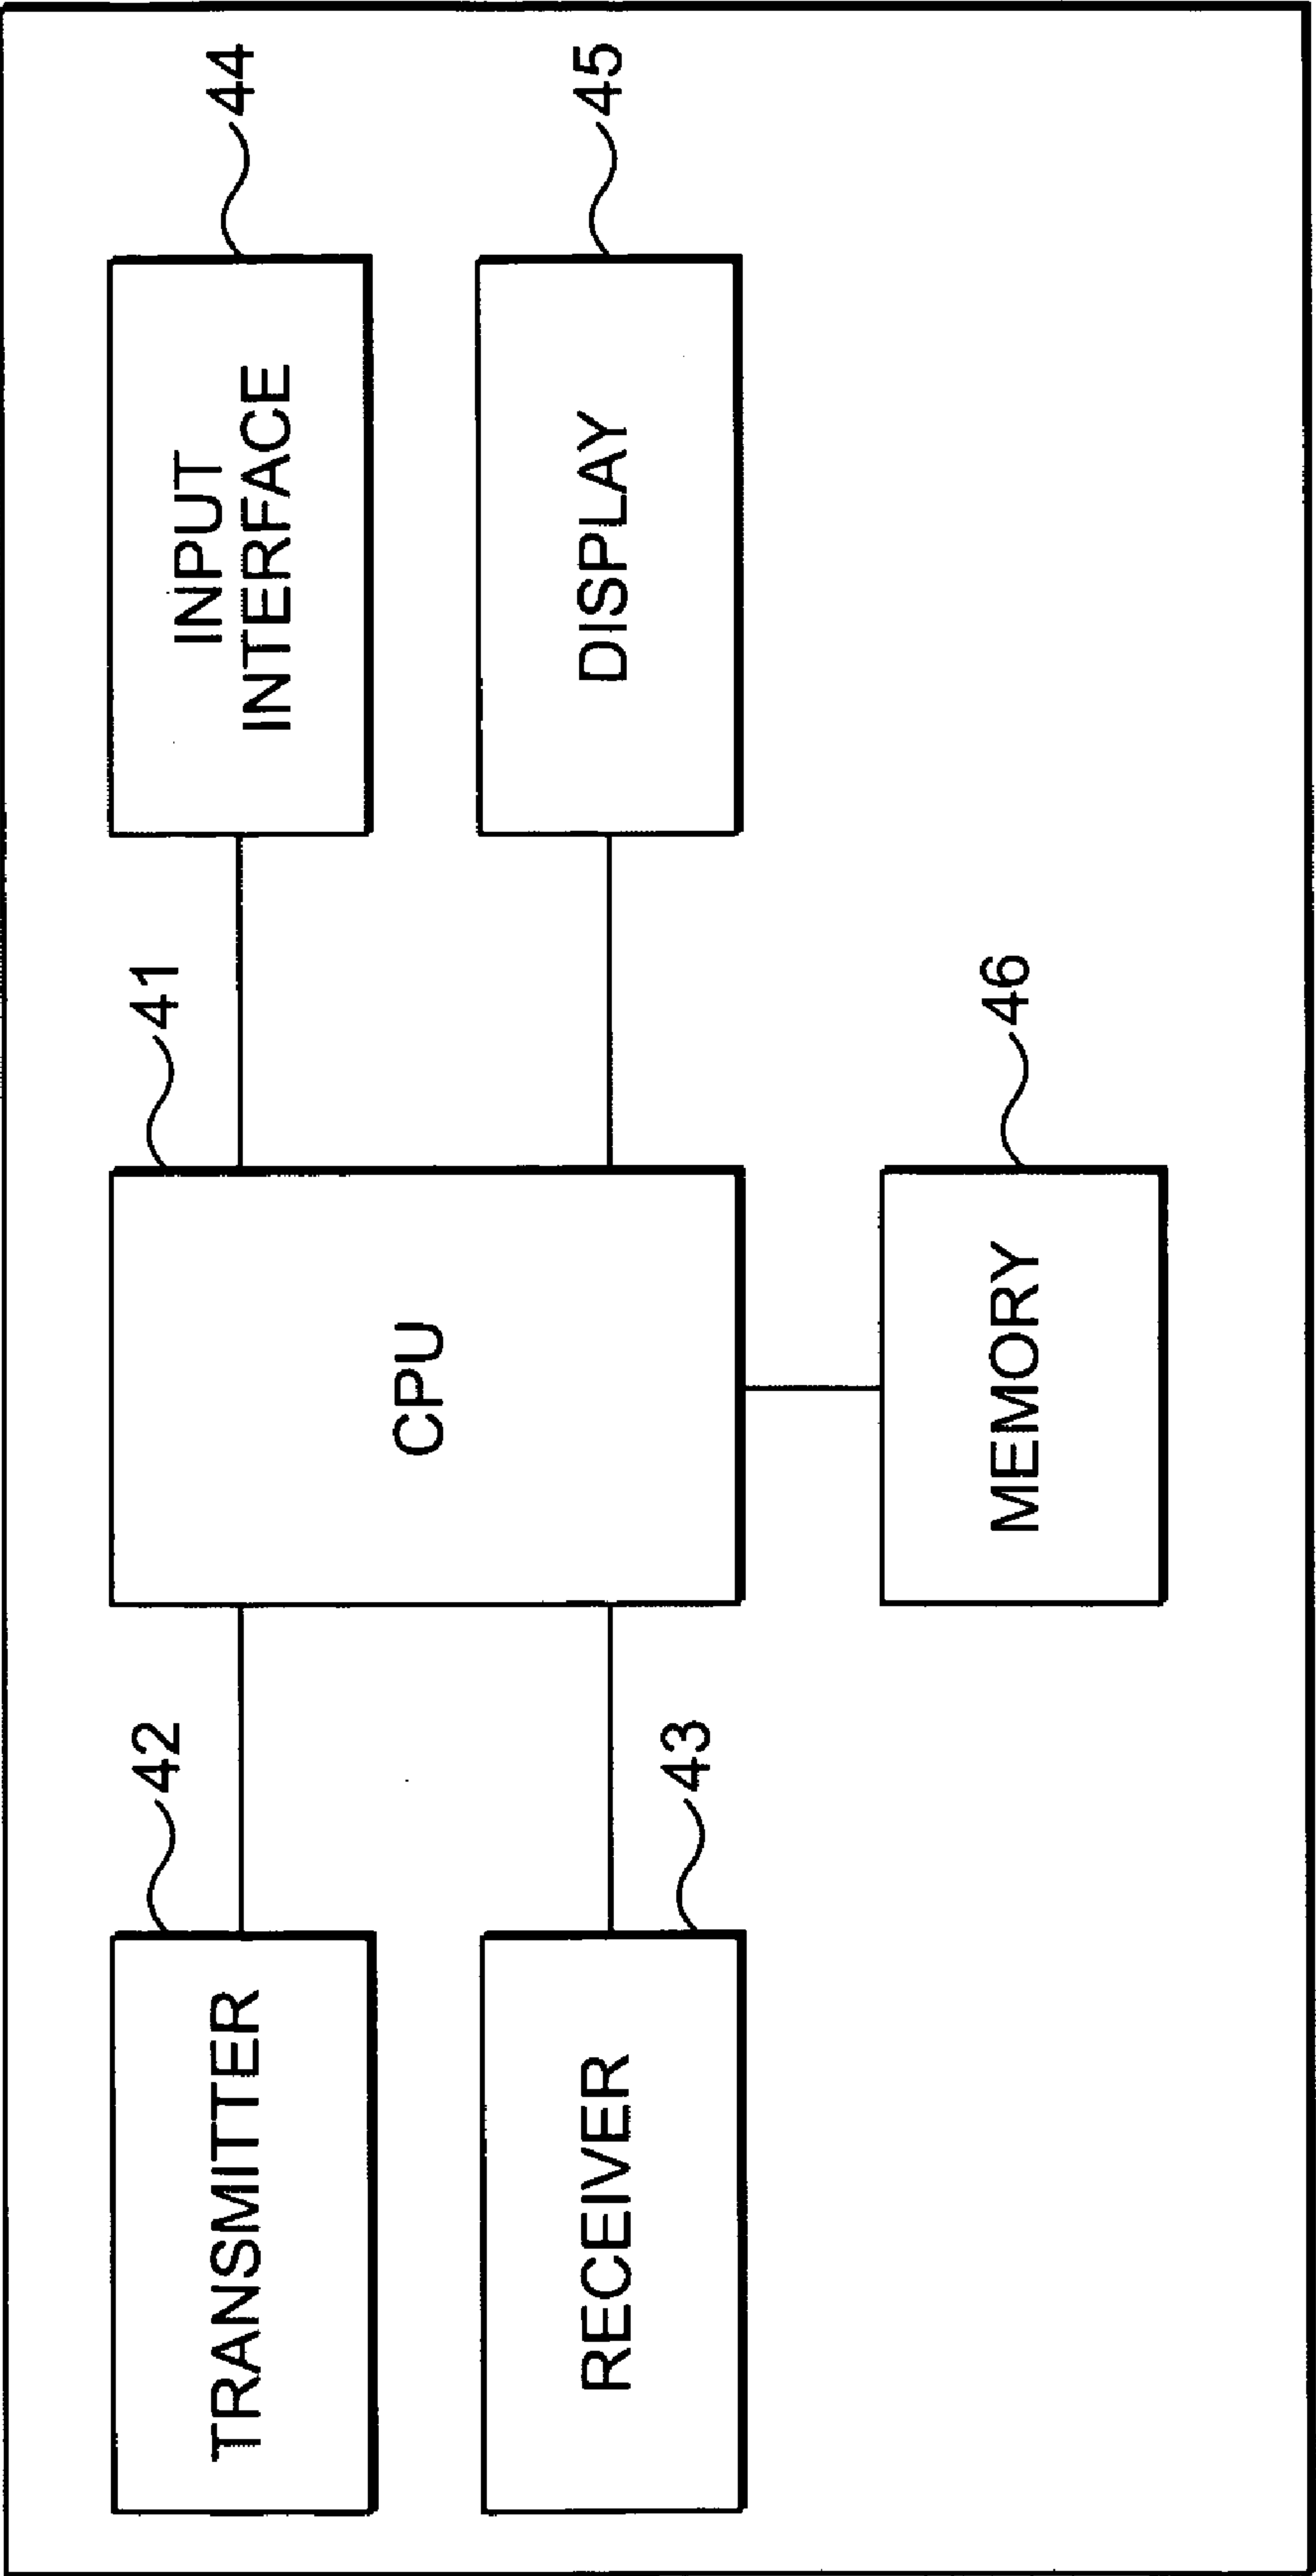 42
TRANSMITTER
41
CPU
44
INPUT
INTERFACE
43
RECEIVER
45
DISPLAY
46
MEMORY